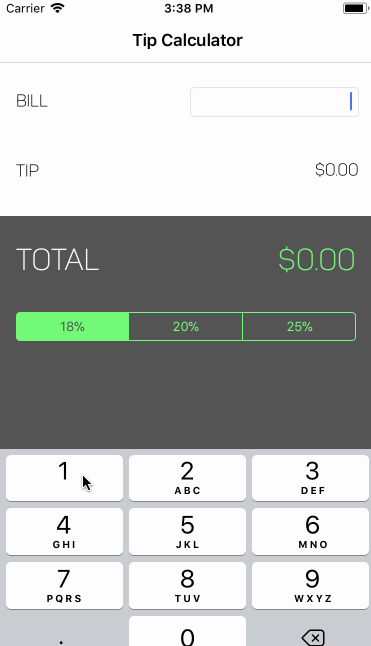 Carrier 3:38 PM
Tip Calculator
BILL
TIP $0.00
TOTAL $0.00
18% 20% 25%
1 2 3
ABC DEF
4 5 6
GHI JKL MNO
7 8 9
PQRS TUV WXYZ
. 0